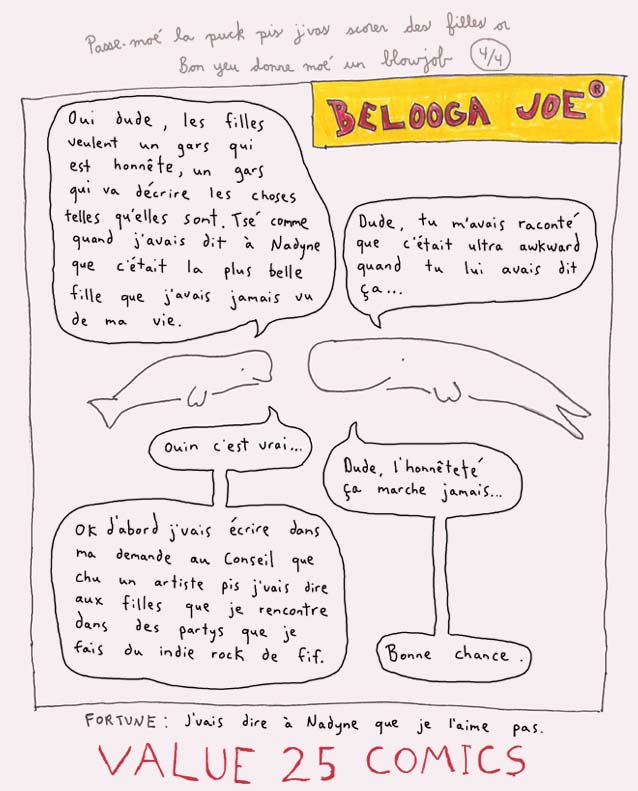 Passe-moé la puck pis j'vas scorer des filles or
Bon yeu donne moé un blowjob 4/4
BELOOGA JOE®
Oui dude, les filles
veulent un gars qui
est honnête, un gars
qui va décrire les choses
telles qu'elles sont. Tsé comme
quand j'avais dit à Nadyne
que c'était la plus belle
fille que j'avais jamais vu
de ma vie.
Dude, tu m'avais raconté
que c'était ultra awkward
quand tu lui avais dit
ça...
Ouin c'est vrai...
Dude, l'honnêteté
ça marche jamais...
OK d'abord j'vais écrire dans
ma demande au Conseil que
chu un artiste pis j'vais dire
aux filles que je rencontre
dans des partys que je
fais du indie rock de fif.
Bonne chance.
FORTUNE: J'vais dire à Nadyne que je l'aime pas.
VALUE 25 COMICS